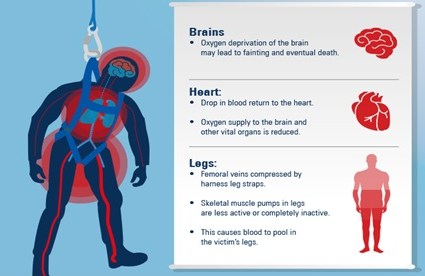 Brains
• Oxygen deprivation of the brain
may lead to fainting and eventual death.
Heart:
• Drop in blood return to the heart.
• Oxygen supply to the brain and
other vital organs is reduced.
Legs:
• Femoral veins compressed by
harness leg straps.
• Skeletal muscle pumps in legs
are less active or completely inactive.
• This causes blood to pool in
the victim's legs.